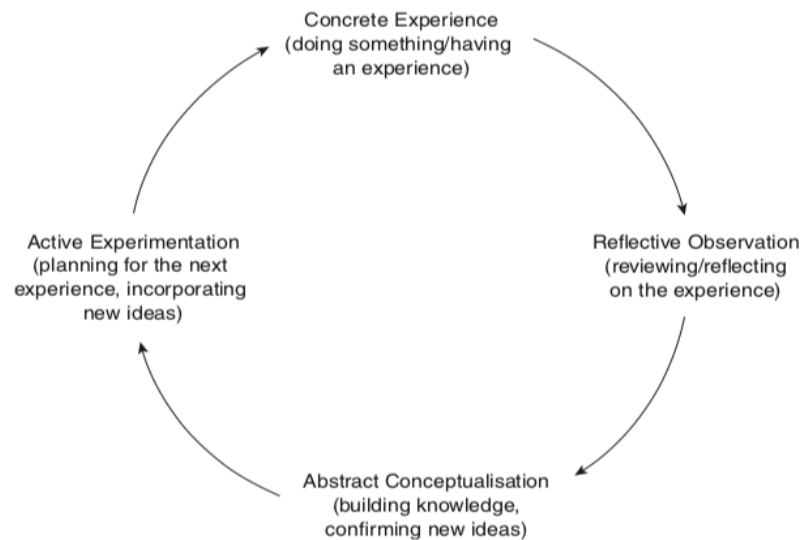 Concrete Experience
(doing something/having
an experience)
Reflective Observation
(reviewing/reflecting
on the experience)
Abstract Conceptualisation
(building knowledge,
confirming new ideas)
Active Experimentation
(planning for the next
experience, incorporating
new ideas)